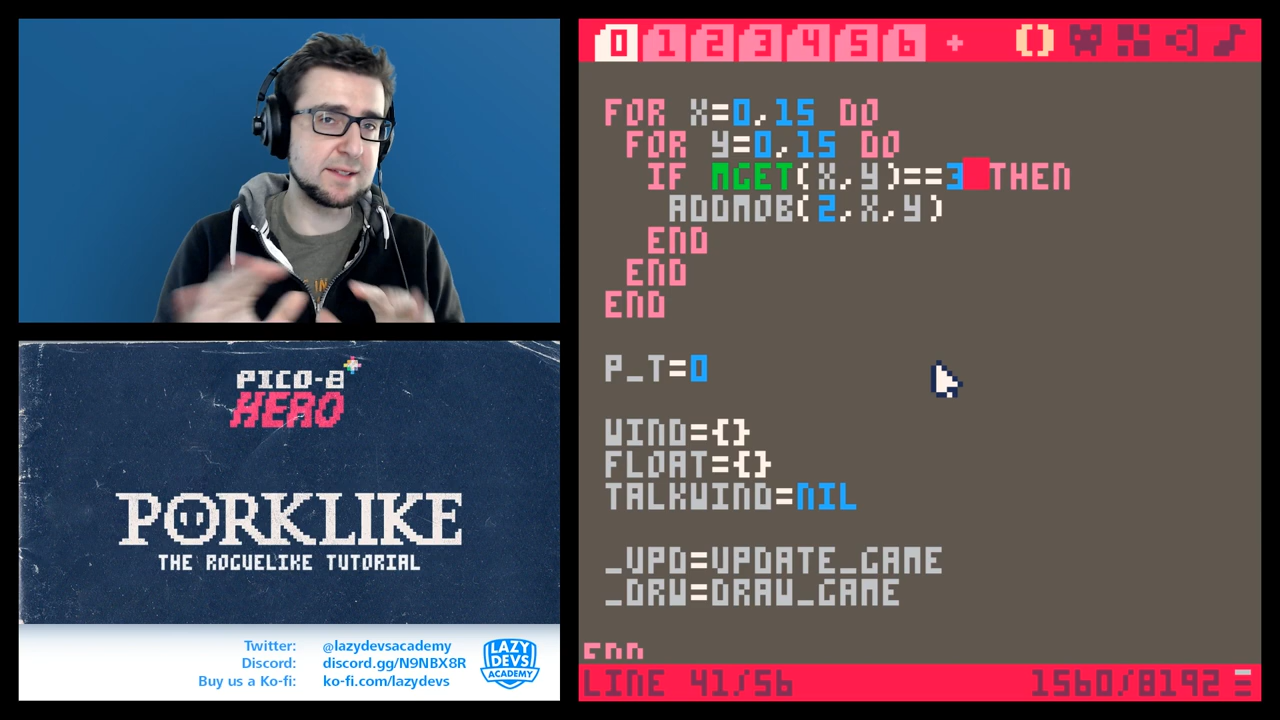 0 1 2 3 4 5 6 +
FOR X=0,15 DO
FOR Y=0,15 DO
IF MGET(X,Y)==3 THEN
ADDMOB(2,X,Y)
END
END
END
P_T=0
WIND={}
FLOAT={}
TALKWIND=NIL
_UPD=UPDATE_GAME
_DRW=DRAW_GAME
END
LINE 41/56
1560/8192
PICO-8
HERO
PORKLIKE
THE ROGUELIKE TUTORIAL
Twitter: @lazydevsacademy
Discord: discord.gg/N9NBX8R
Buy us a Ko-fi: ko-fi.com/lazydevs
LAZY
DEVS
ACADEMY